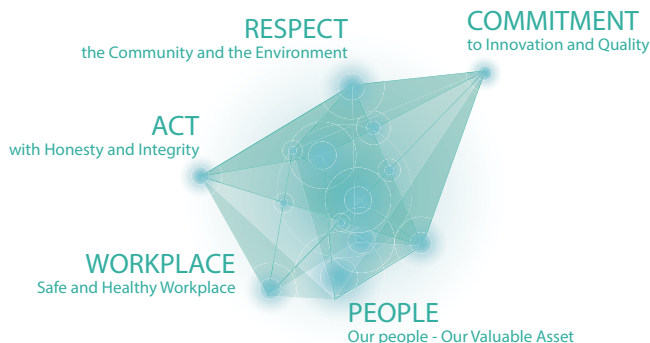 RESPECT
the Community and the Environment
COMMITMENT
to Innovation and Quality
ACT
with Honesty and Integrity
WORKPLACE
Safe and Healthy Workplace
PEOPLE
Our people - Our Valuable Asset